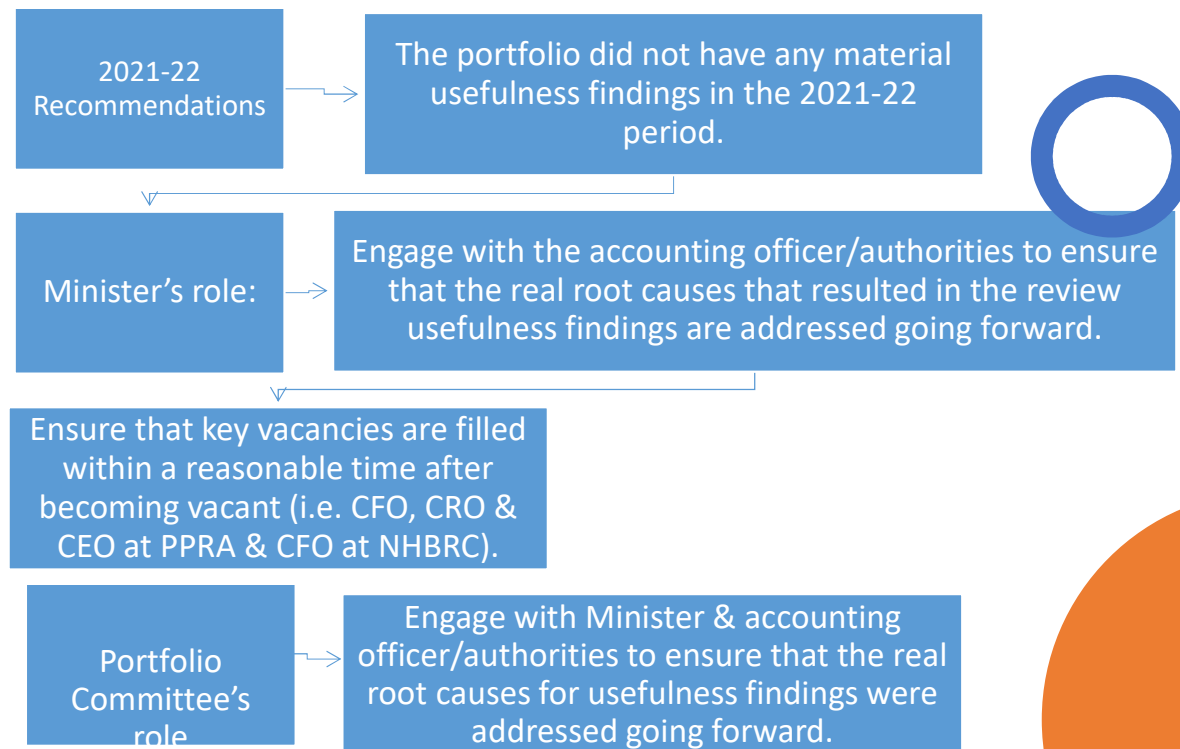 2021-22
Recommendations
The portfolio did not have any material
usefulness findings in the 2021-22
period.
Minister's role:
Engage with the accounting officer/authorities to ensure
that the real root causes that resulted in the review
usefulness findings are addressed going forward.
Ensure that key vacancies are filled
within a reasonable time after
becoming vacant (i.e. CFO, CRO &
CEO at PPRA & CFO at NHBRC).
Portfolio
Committee's
role
Engage with Minister & accounting
officer/authorities to ensure that the real
root causes for usefulness findings were
addressed going forward.